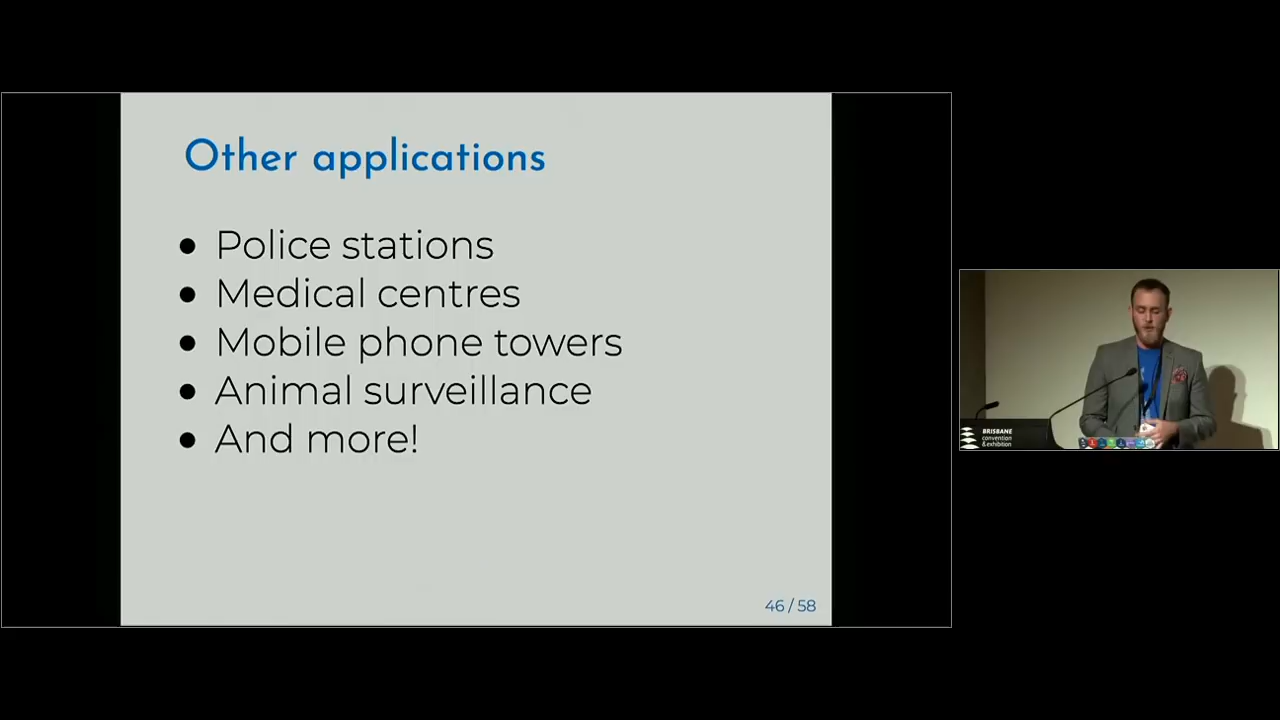 Other applications
● Police stations
● Medical centres
● Mobile phone towers
● Animal surveillance
● And more!
46 / 58
BRISBANE
convention
& exhibition